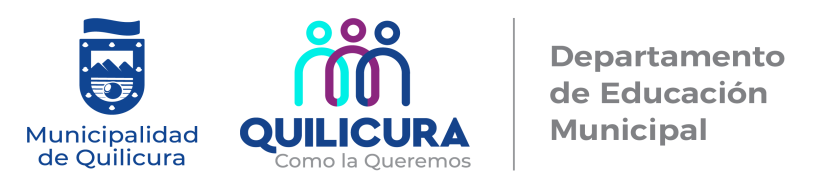 Municipalidad
de Quilicura
QUILICURA
Como la Queremos
Departamento
de Educación
Municipal